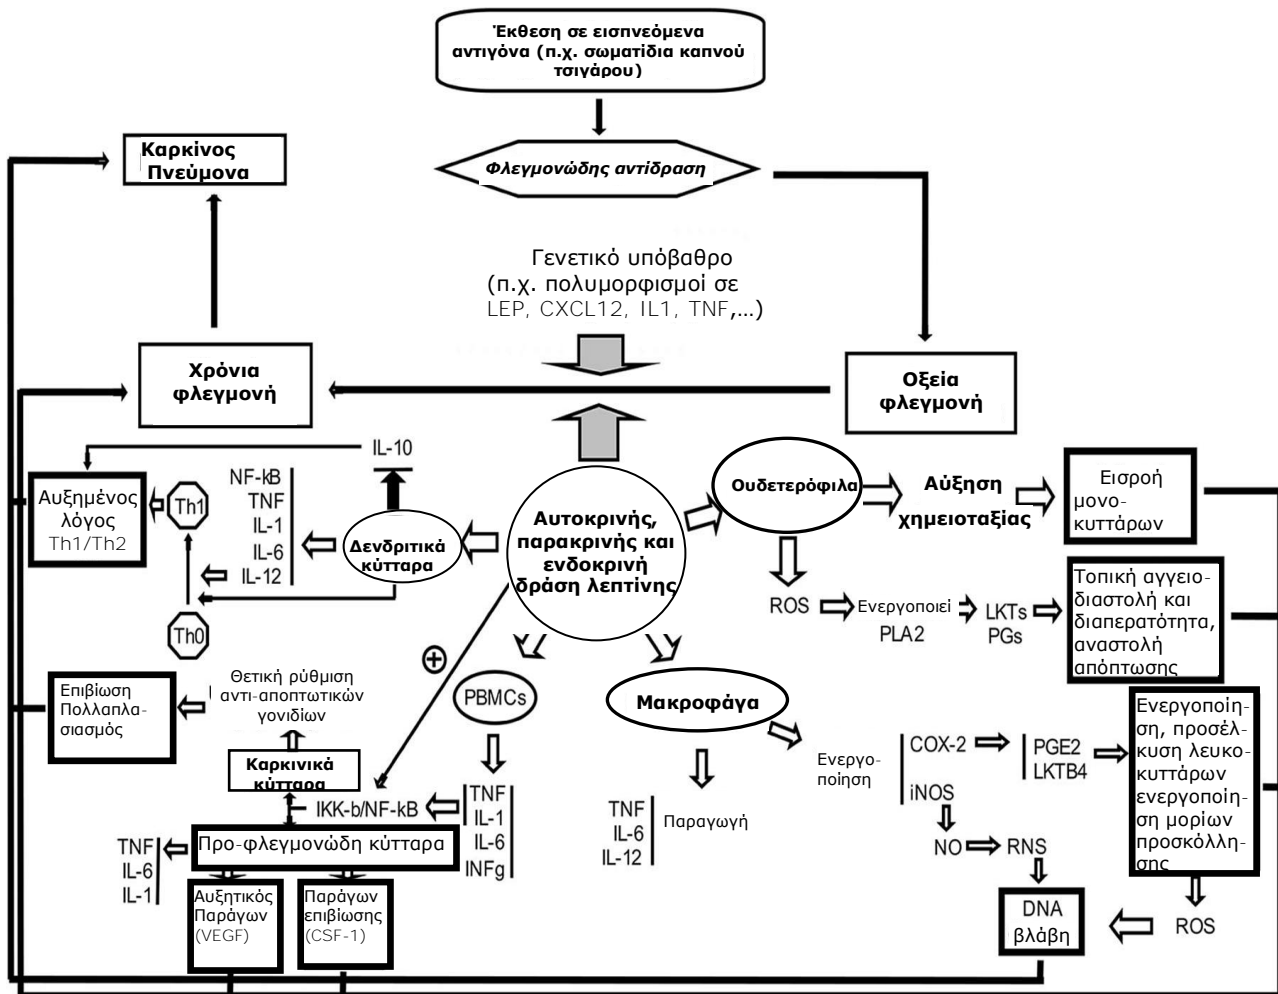 Έκθεση σε εισπνεόμενα
αντιγόνα (π.χ. σωματίδια καπνού
τσιγάρου)
Καρκίνος
Πνεύμονα
Φλεγμονώδης αντίδραση
Γενετικό υπόβαθρο
(π.χ. πολυμορφισμοί σε
LEP, CXCL12, IL1, TNF,...)
Χρόνια
φλεγμονή
Οξεία
φλεγμονή
IL-10
NF-kB
TNF
IL-1
IL-6
IL-12
Αυξημένος
λόγος
Th1/Th2
Th1
Th0
Δενδριτικά
κύτταρα
Αυτοκρινής,
παρακρινής και
ενδοκρινή
δράση λεπτίνης
Ουδετερόφιλα
Αύξηση
χημειοταξίας
Εισροή
μονο-
κυττάρων
ROS
Ενεργοποιεί
PLA2
LKTs
PGs
Τοπική αγγειο-
διαστολή και
διαπερατότητα,
αναστολή
απόπτωσης
Επιβίωση
Πολλαπλα-
σιασμός
Θετική ρύθμιση
αντι-αποπτωτικών
γονιδίων
+
PBMCs
Μακροφάγα
Καρκινικά
κύτταρα
IKK-b/NF-kB
TNF
IL-1
IL-6
INFg
TNF
IL-6
IL-12
Παραγωγή
Ενεργο-
ποίηση
COX-2
iNOS
PGE2
LKTB4
NO
RNS
Ενεργοποίη-
ση, προσέλ-
κυση λευκο-
κυττάρων
ενεργοποίη-
ση μορίων
προσκόλλη-
σης
Προ-φλεγμονώδη κύτταρα
TNF
IL-6
IL-1
Αυξητικός
Παράγων
(VEGF)
Παράγων
επιβίωσης
(CSF-1)
DNA
βλάβη
ROS